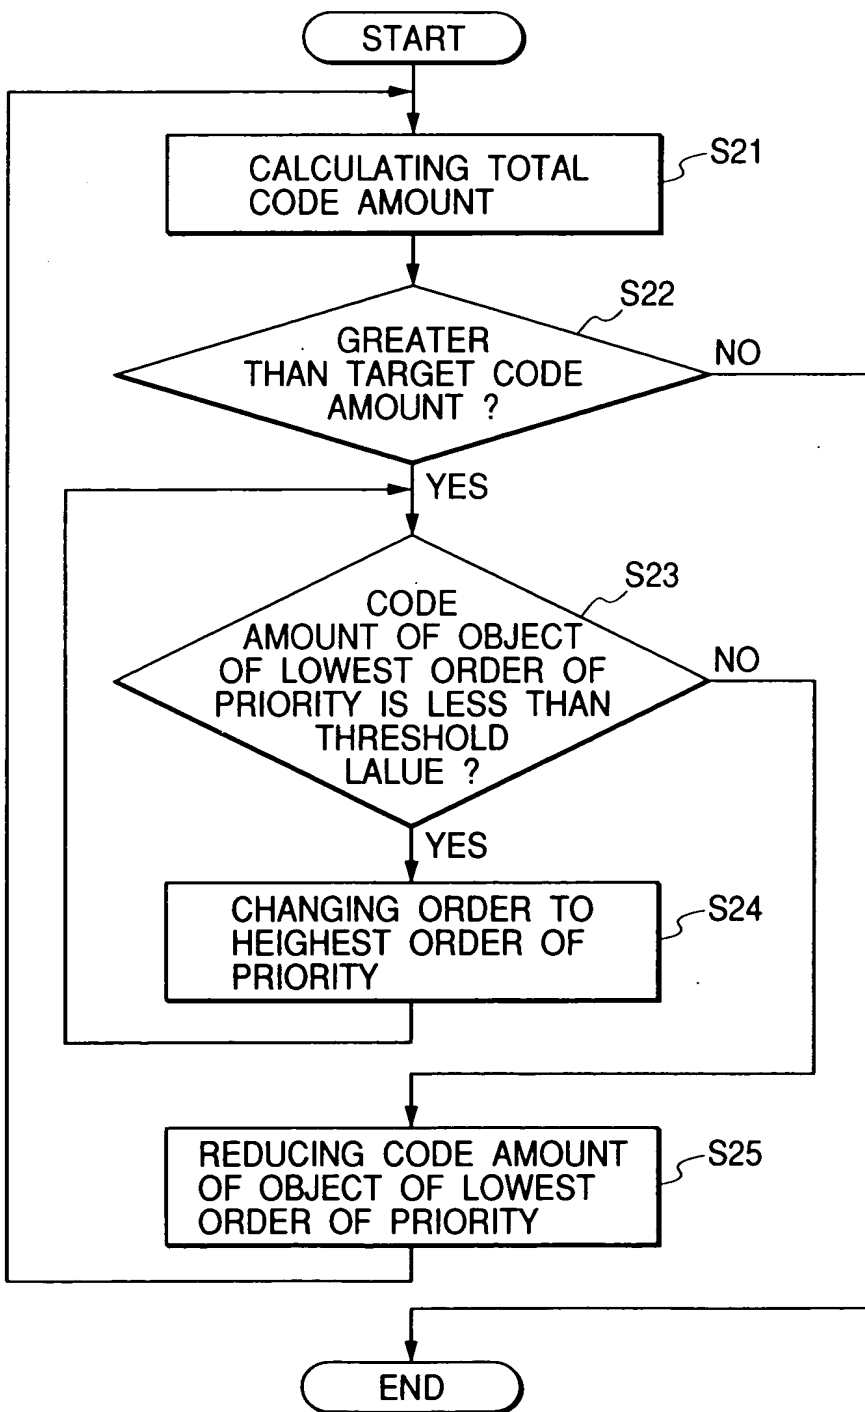 START
CALCULATING TOTAL
CODE AMOUNT
S21
S22
GREATER
THAN TARGET CODE
AMOUNT ?
NO
YES
S23
CODE
AMOUNT OF OBJECT
OF LOWEST ORDER OF
PRIORITY IS LESS THAN
THRESHOLD
LALUE ?
NO
YES
CHANGING ORDER TO
HEIGHEST ORDER OF
PRIORITY
S24
REDUCING CODE AMOUNT
OF OBJECT OF LOWEST
ORDER OF PRIORITY
S25
END